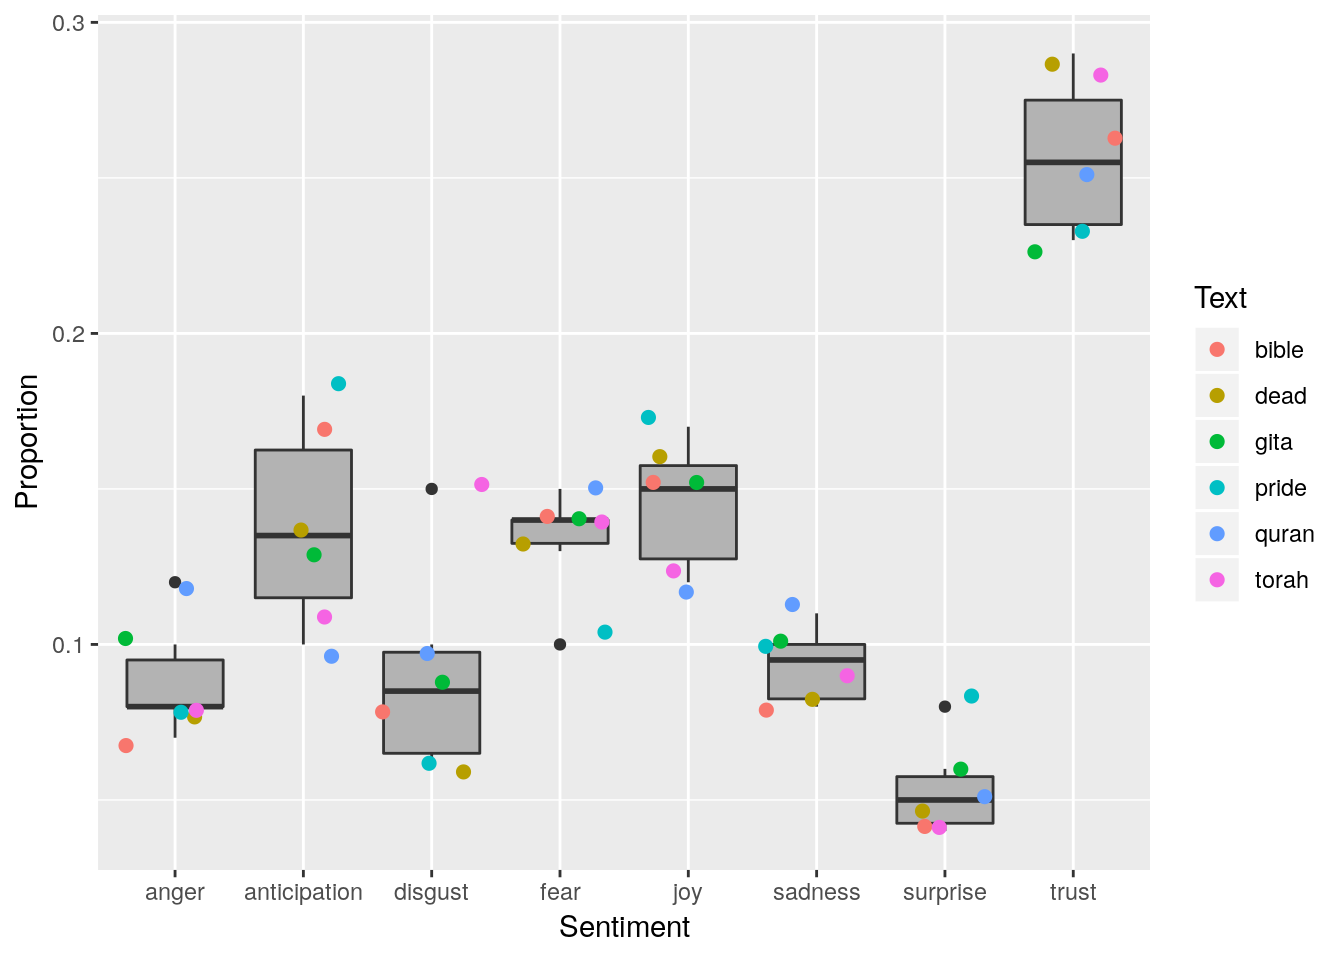 0.3
0.2
0.1
Proportion
anger anticipation disgust fear joy sadness surprise trust
Sentiment
Text
bible
dead
gita
pride
quran
torah